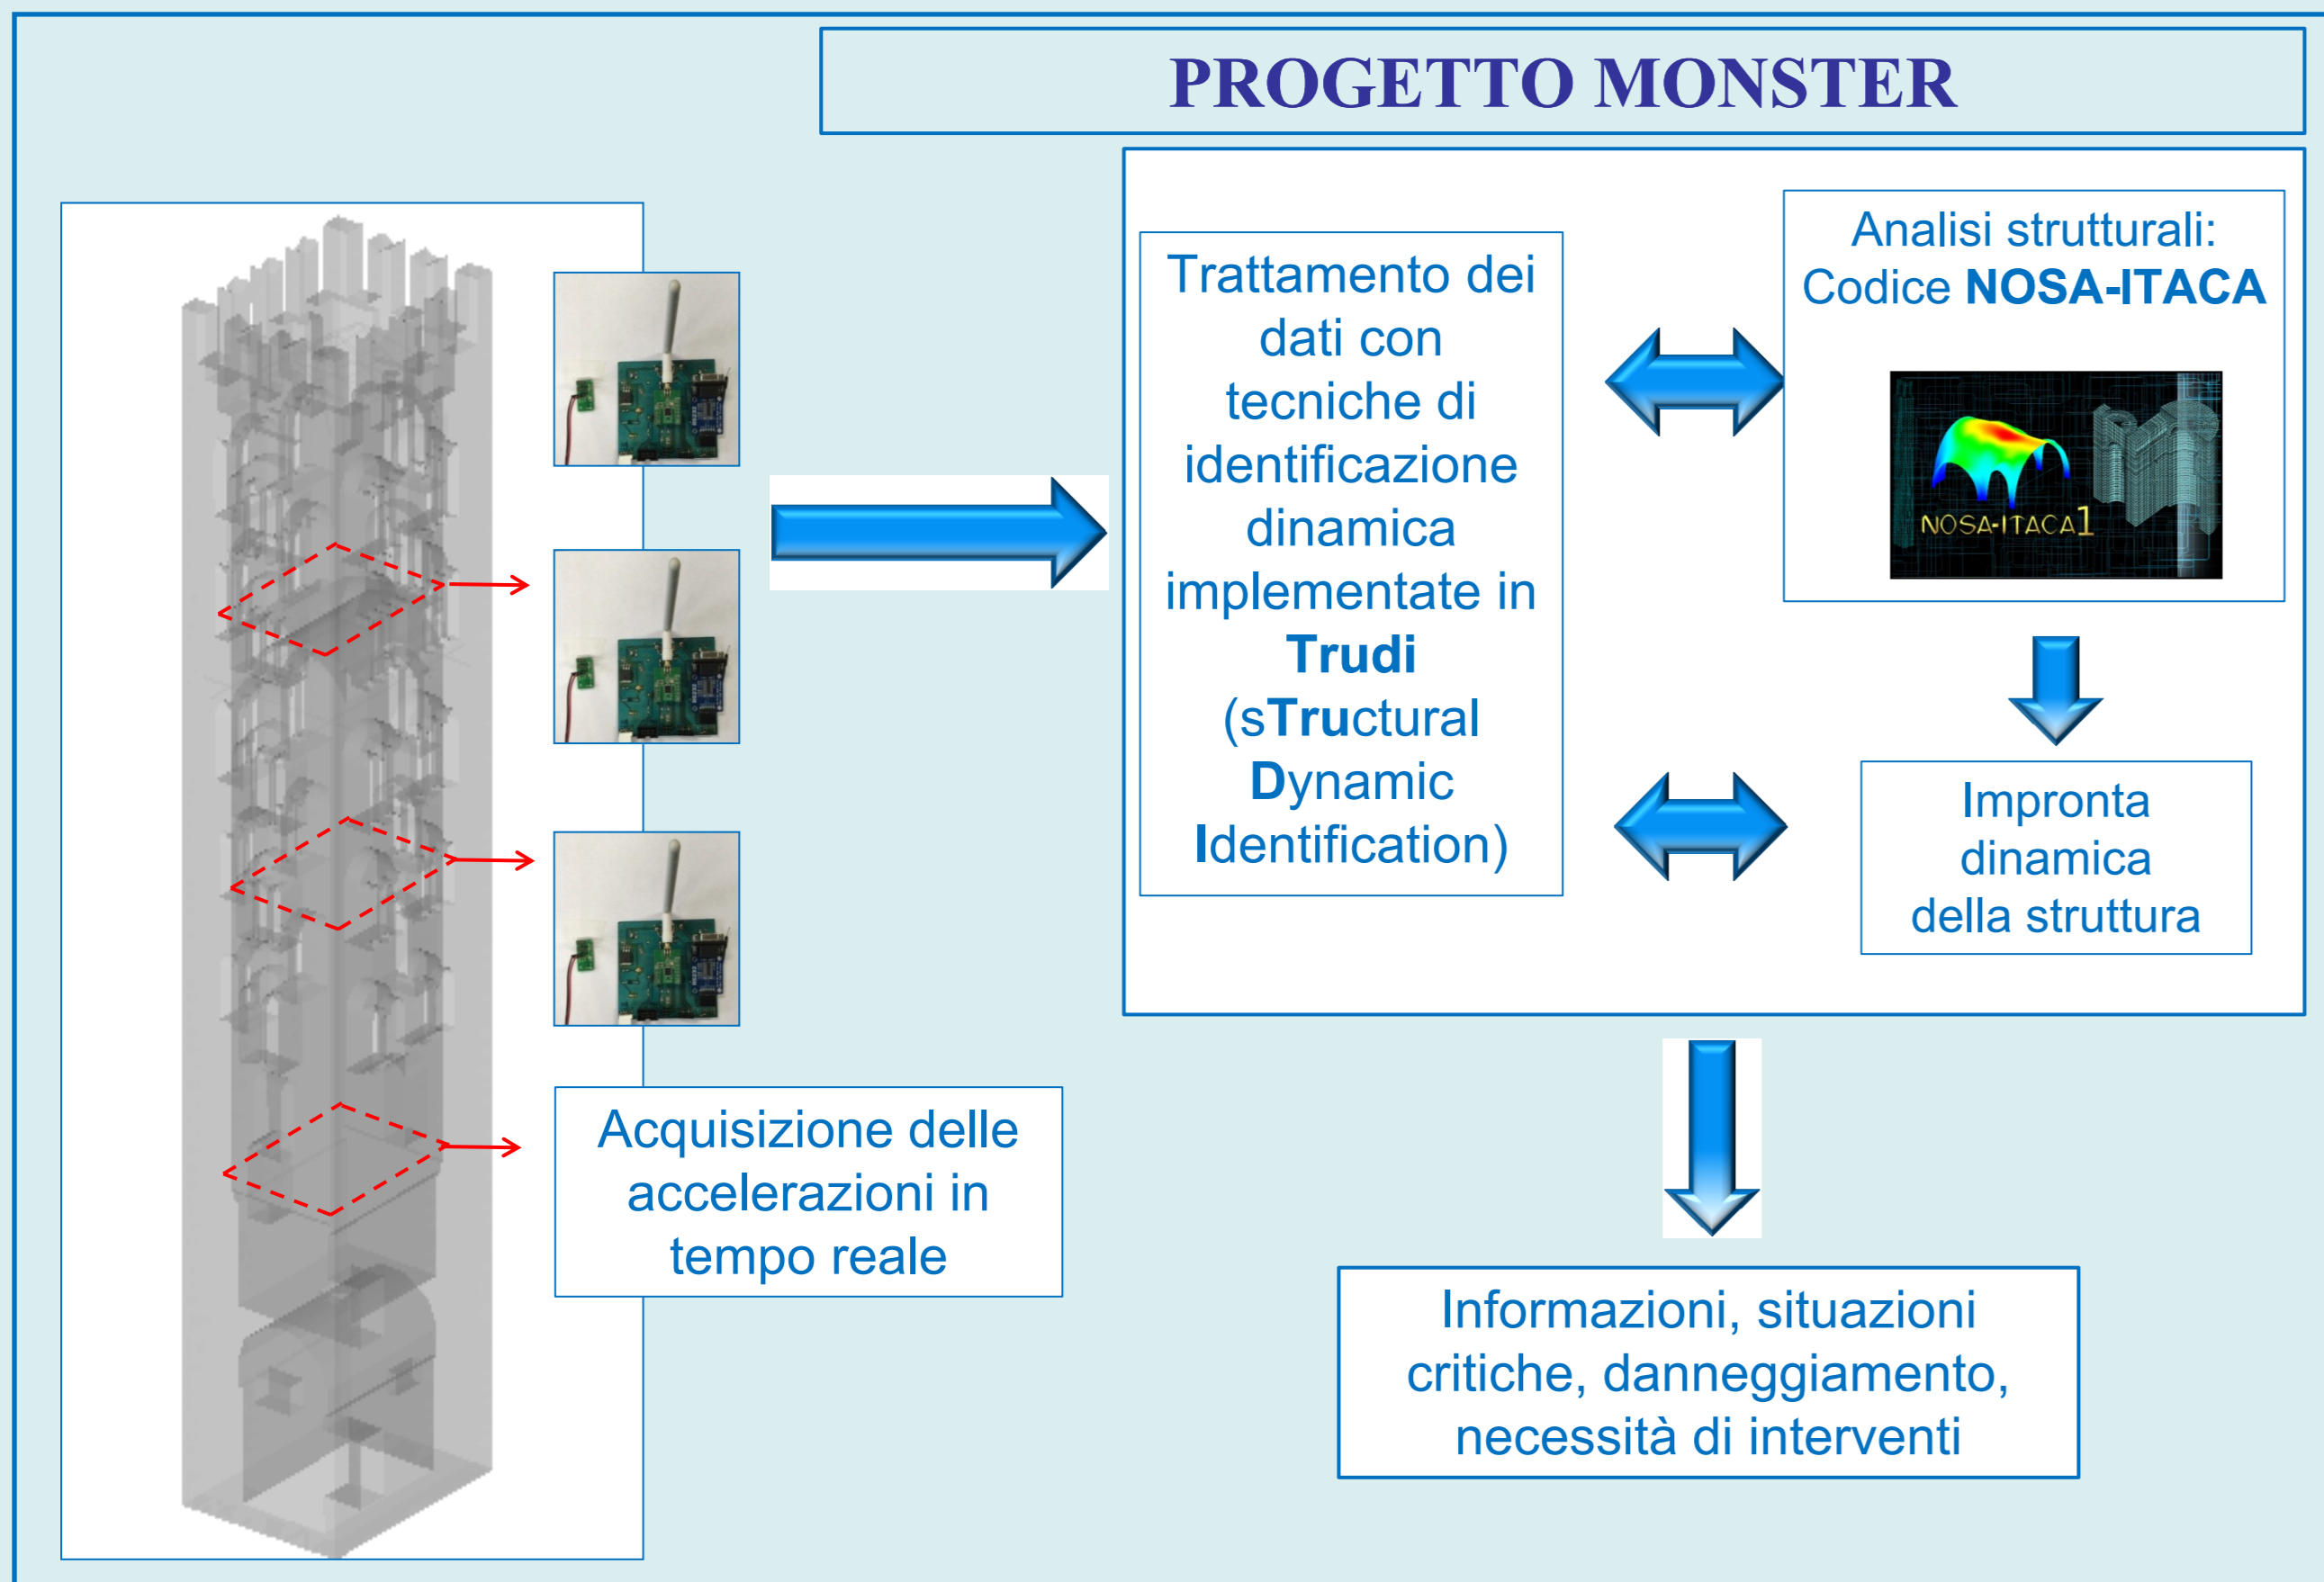 PROGETTO MONSTER
Trattamento dei
dati con
tecniche di
identificazione
dinamica
implementate in
Trudi
(sTructural
Dynamic
Identification)
Analisi strutturali:
Codice NOSA-ITACA
NOSA-ITACA1
Impronta
dinamica
della struttura
Acquisizione delle
accelerazioni in
tempo reale
Informazioni, situazioni
critiche, danneggiamento,
necessità di interventi